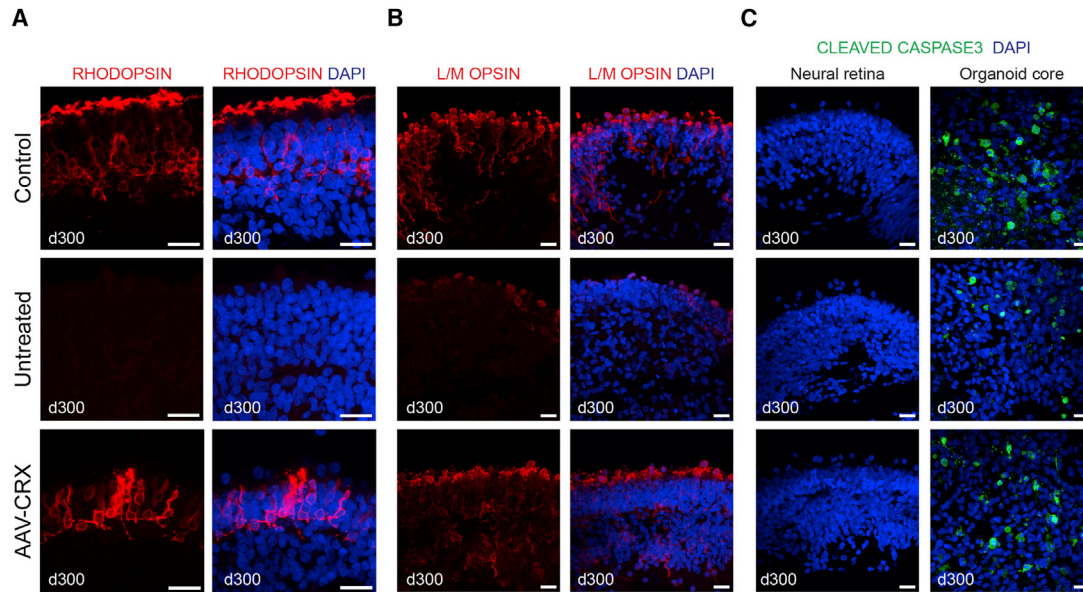 A
B
C
CLEAVED CASPASE3 DAPI
RHODOPSIN
RHODOPSIN DAPI
L/M OPSIN
L/M OPSIN DAPI
Neural retina
Organoid core
Control
d300
d300
d300
d300
d300
d300
Untreated
d300
d300
d300
d300
d300
d300
AAV-CRX
d300
d300
d300
d300
d300
d300